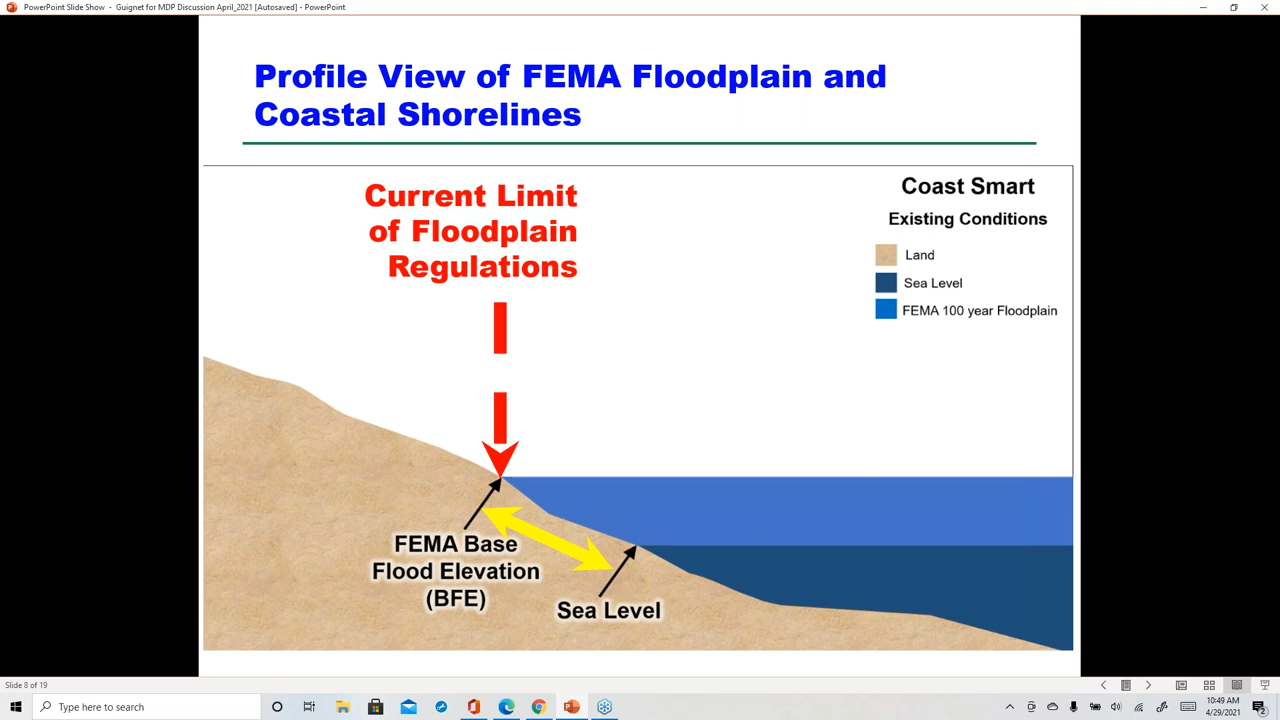 PowerPoint Slide Show - Guignet for MDP Discussion April_2021 [Autosaved] - PowerPoint
Profile View of FEMA Floodplain and
Coastal Shorelines
Current Limit
of Floodplain
Regulations
Coast Smart
Existing Conditions
Land
Sea Level
FEMA 100 year Floodplain
FEMA Base
Flood Elevation
(BFE)
Sea Level
Slide 8 of 19
Type here to search
10:49 AM
4/29/2021
2